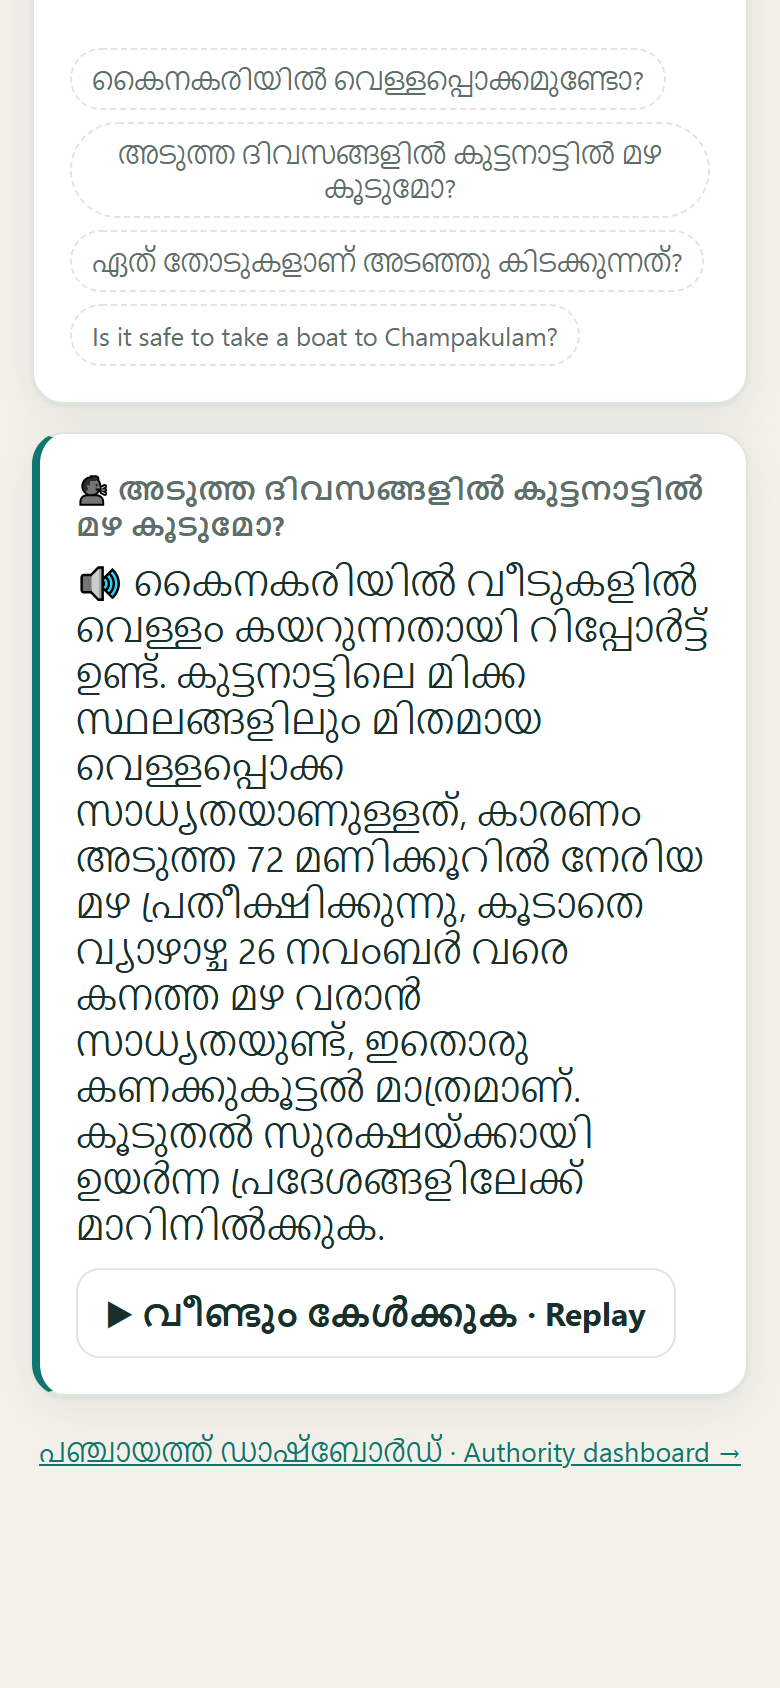 കൈനകരിയിൽ വെള്ളപ്പൊക്കമുണ്ടോ?
അടുത്ത ദിവസങ്ങളിൽ കുട്ടനാട്ടിൽ മഴ
കൂടുമോ?
ഏത് തോടുകളാണ് അടഞ്ഞു കിടക്കുന്നത്?
Is it safe to take a boat to Champakulam?
അടുത്ത ദിവസങ്ങളിൽ കുട്ടനാട്ടിൽ
മഴ കൂടുമോ?
കൈനകരിയിൽ വീടുകളിൽ
വെള്ളം കയറുന്നതായി റിപ്പോർട്ട്
ഉണ്ട്. കുട്ടനാട്ടിലെ മിക്ക
സ്ഥലങ്ങളിലും മിതമായ
വെള്ളപ്പൊക്ക
സാധ്യതയാണുള്ളത്, കാരണം
അടുത്ത 72 മണിക്കൂറിൽ നേരിയ
മഴ പ്രതീക്ഷിക്കുന്നു, കൂടാതെ
വ്യാഴാഴ്ച 26 നവംബർ വരെ
കനത്ത മഴ വരാൻ
സാധ്യതയുണ്ട്, ഇതൊരു
കണക്കുകൂട്ടൽ മാത്രമാണ്.
കൂടുതൽ സുരക്ഷയ്ക്കായി
ഉയർന്ന പ്രദേശങ്ങളിലേക്ക്
മാറിനിൽക്കുക.
▶ വീണ്ടും കേൾക്കുക · Replay
പഞ്ചായത്ത് ഡാഷ്ബോർഡ് · Authority dashboard →